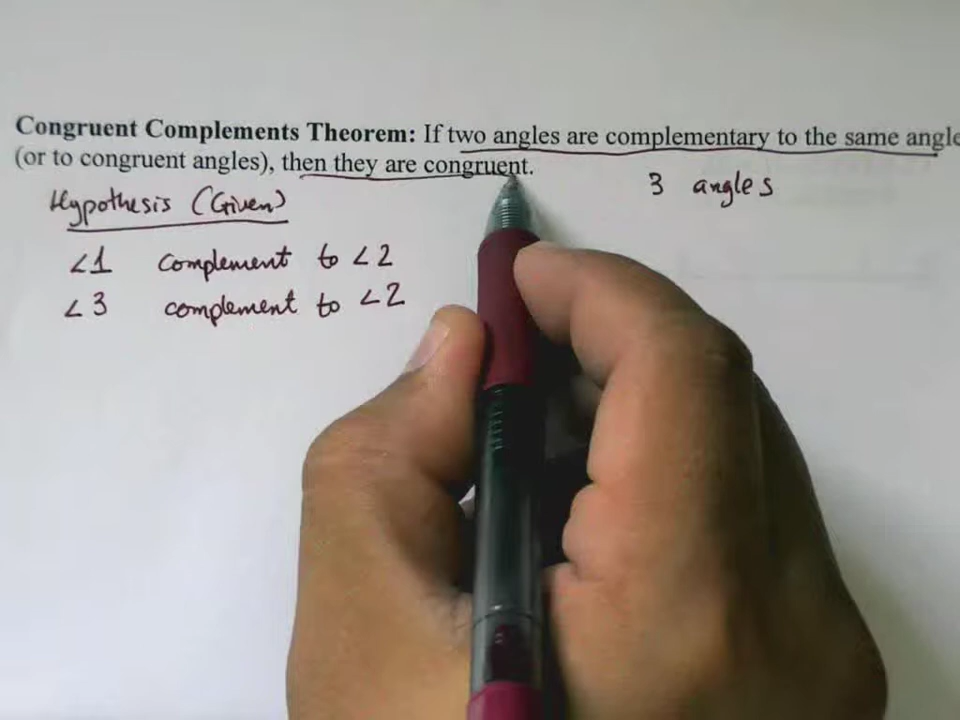 Congruent Complements Theorem: If two angles are complementary to the same angle
(or to congruent angles), then they are congruent.
3 angles
Hypothesis (Given)
∠1 complement to ∠2
∠3 complement to ∠2